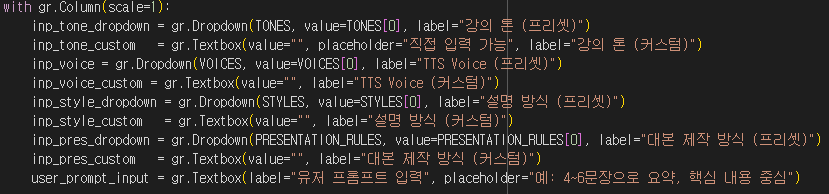 with gr.Column(scale=1):
inp_tone_dropdown = gr.Dropdown(TONES, value=TONES[0], label="강의 톤 (프리셋)")
inp_tone_custom = gr.Textbox(value="", placeholder="직접 입력 가능", label="강의 톤 (커스텀)")
inp_voice = gr.Dropdown(VOICES, value=VOICES[0], label="TTS Voice (프리셋)")
inp_voice_custom = gr.Textbox(value="", label="TTS Voice (커스텀)")
inp_style_dropdown = gr.Dropdown(STYLES, value=STYLES[0], label="설명 방식 (프리셋)")
inp_style_custom = gr.Textbox(value="", label="설명 방식 (커스텀)")
inp_pres_dropdown = gr.Dropdown(PRESENTATION_RULES, value=PRESENTATION_RULES[0], label="대본 제작 방식 (프리셋)")
inp_pres_custom = gr.Textbox(value="", label="대본 제작 방식 (커스텀)")
user_prompt_input = gr.Textbox(label="유저 프롬프트 입력", placeholder="예: 4~6문장으로 요약, 핵심 내용 중심")